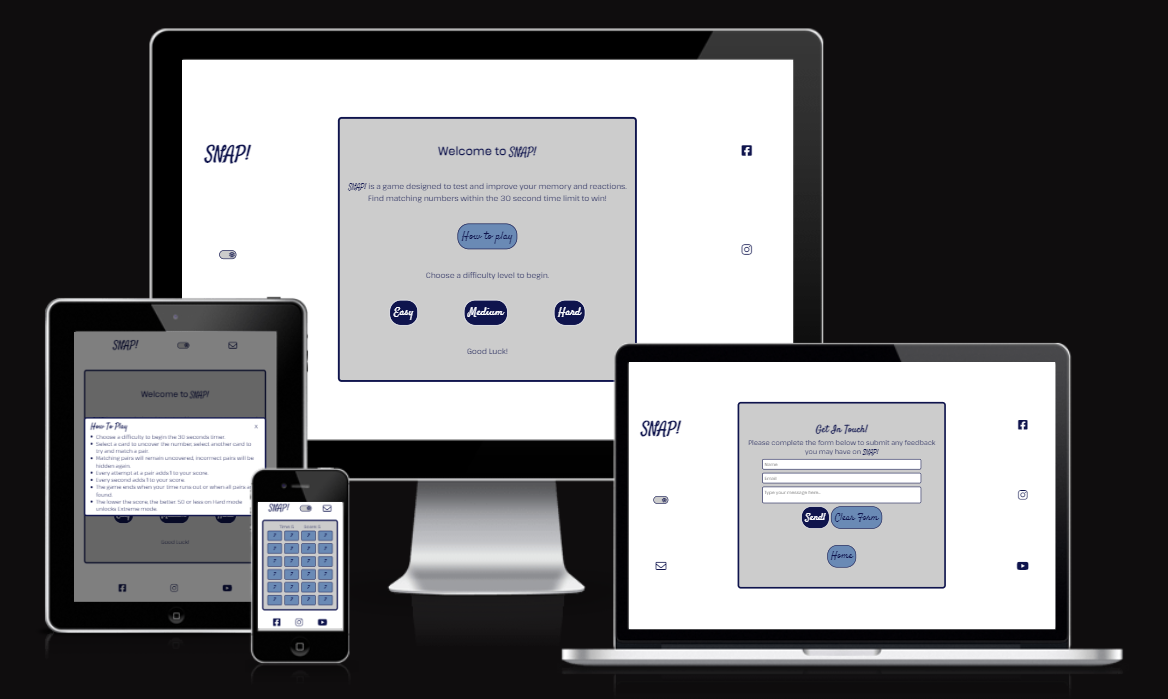 SNAP!
Welcome to SNAP!
SNAP! is a game designed to test and improve your memory and reactions.
Find matching numbers within the 30 second time limit to win!
How to play
Choose a difficulty level to begin.
Easy Medium Hard
Good Luck!
SNAP!
Welcome to SNAP!
How To Play
x
Choose a difficulty to begin the 30 seconds timer.
Select a card to uncover the number, select another card to
try and match a pair.
Matching pairs will remain uncovered, incorrect pairs will be
hidden again.
Every attempt at a pair adds 1 to your score.
Every second adds 1 to your score.
The game ends when your time runs out or when all pairs a
found.
The lower the score, the better. 50 or less on Hard mode
unlocks Extreme mode.
Good Luck!
SNAP!
SNAP!
Get In Touch!
Please complete the form below to submit any feedback
you may have on SNAP!
Name
Email
Type your message here...
Send! Clear Form
Home